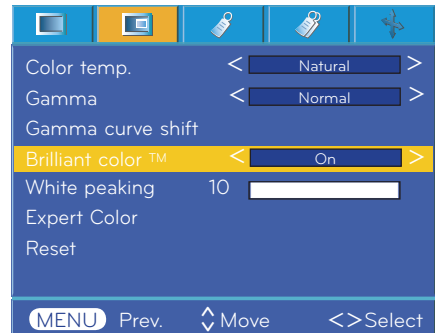 Color temp. < Natural >
Gamma < Normal >
Gamma curve shift
Brilliant color ™ < On >
White peaking 10
Expert Color
Reset
MENU Prev. Move <>Select